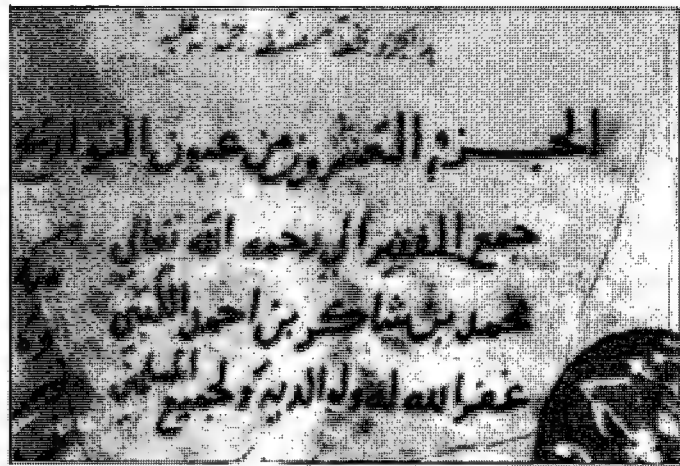 الجزء العشرون من عيون التواريخ
جمع الفقير الى رحمة الله تعالى
محمد بن شاكر بن احمد الكتبي
غفر الله له ولوالديه ولجميع المسلمين